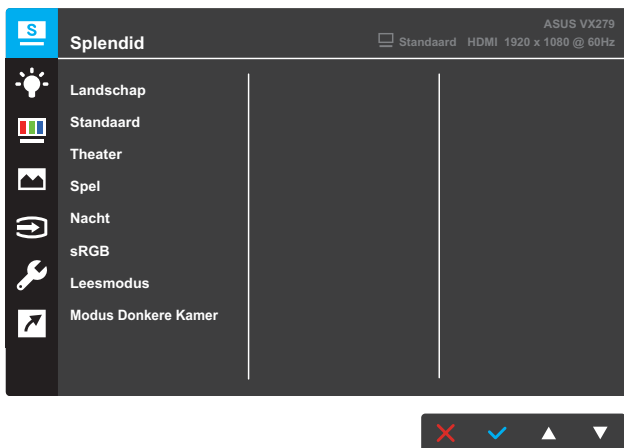 S
ASUS VX279
Splendid
Standaard HDMI 1920 x 1080 @ 60Hz
Landschap
Standaard
Theater
Spel
Nacht
sRGB
Leesmodus
Modus Donkere Kamer